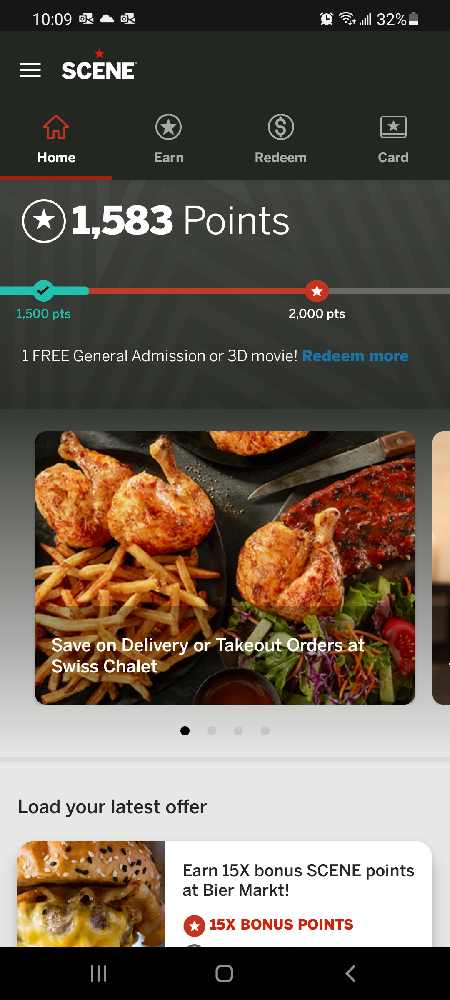 10:09
32%
SCENE™
Home
Earn
Redeem
Card
1,583 Points
1,500 pts
2,000 pts
1 FREE General Admission or 3D movie! Redeem more
Save on Delivery or Takeout Orders at
Swiss Chalet
Load your latest offer
Earn 15X bonus SCENE points
at Bier Markt!
15X BONUS POINTS